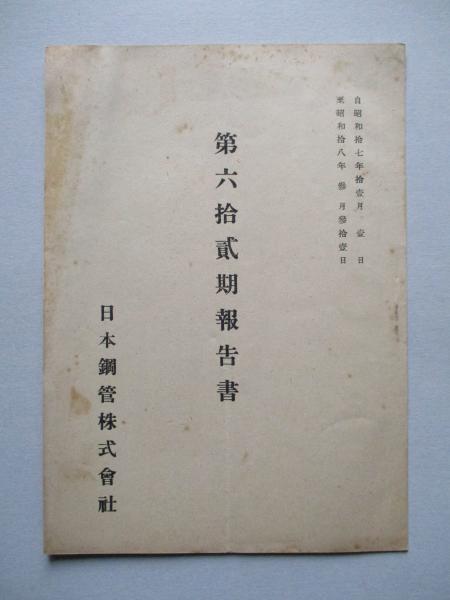 自昭和拾七年拾壹月壹日
至昭和拾八年參月參拾壹日
第六拾貳期報告書
日本鋼管株式會社